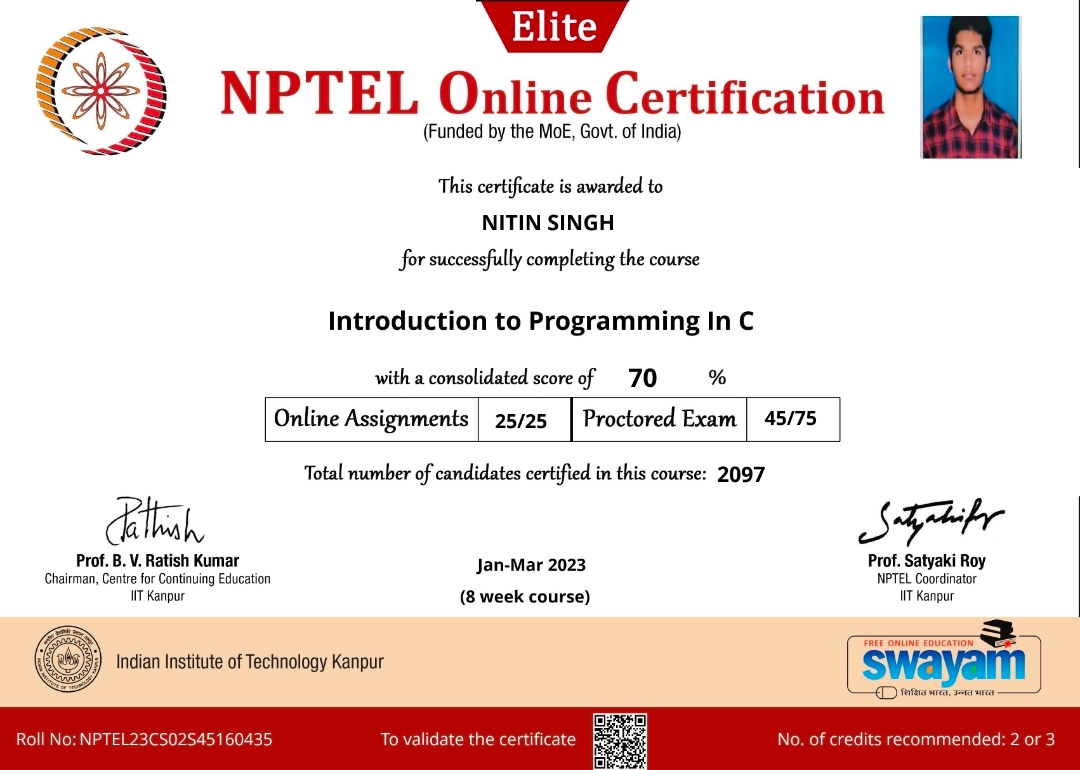 Elite
NPTEL Online Certification
(Funded by the MoE, Govt. of India)
This certificate is awarded to
NITIN SINGH
for successfully completing the course
Introduction to Programming In C
with a consolidated score of 70 %
Online Assignments 25/25 Proctored Exam 45/75
Total number of candidates certified in this course: 2097
Prof. B. V. Ratish Kumar
Chairman, Centre for Continuing Education
IIT Kanpur
Jan-Mar 2023
(8 week course)
Prof. Satyaki Roy
NPTEL Coordinator
IIT Kanpur
Indian Institute of Technology Kanpur
FREE ONLINE EDUCATION
swayam
शिक्षित भारत, उन्नत भारत
Roll No: NPTEL23CS02S45160435
To validate the certificate
No. of credits recommended: 2 or 3